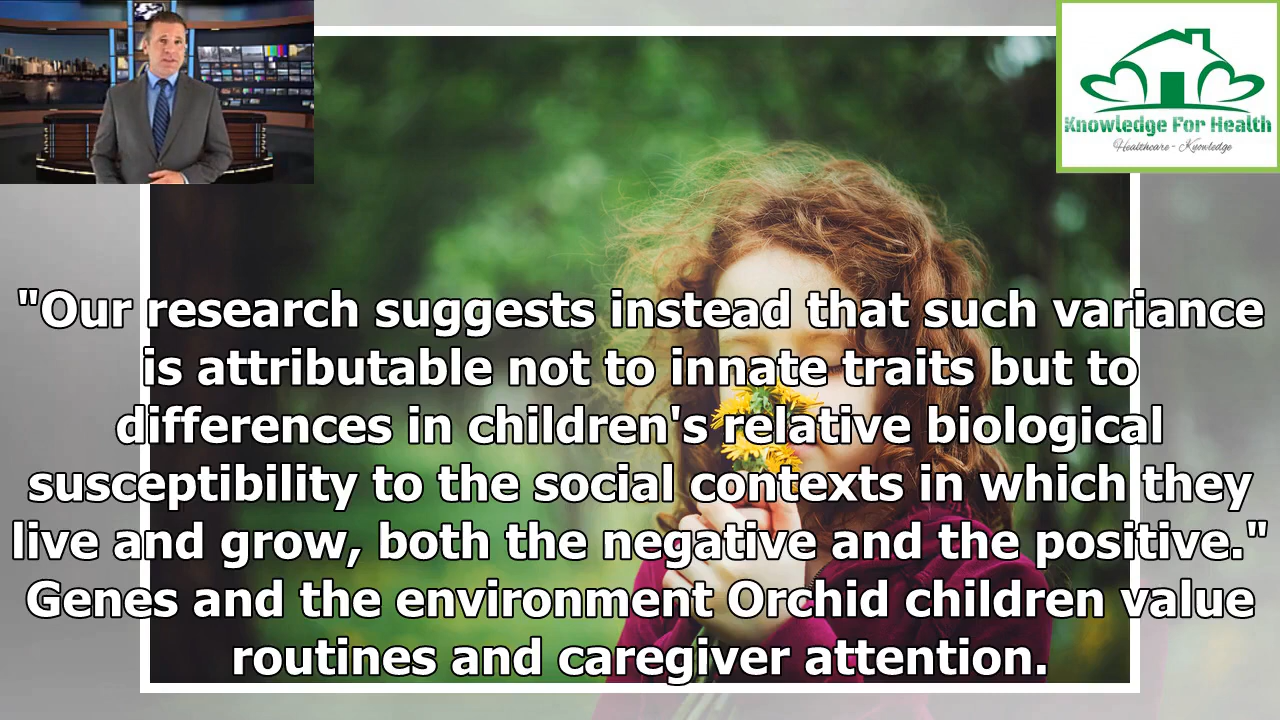 Knowledge For Health
Healthcare - Knowledge
"Our research suggests instead that such variance
is attributable not to innate traits but to
differences in children's relative biological
susceptibility to the social contexts in which they
live and grow, both the negative and the positive."
Genes and the environment Orchid children value
routines and caregiver attention.